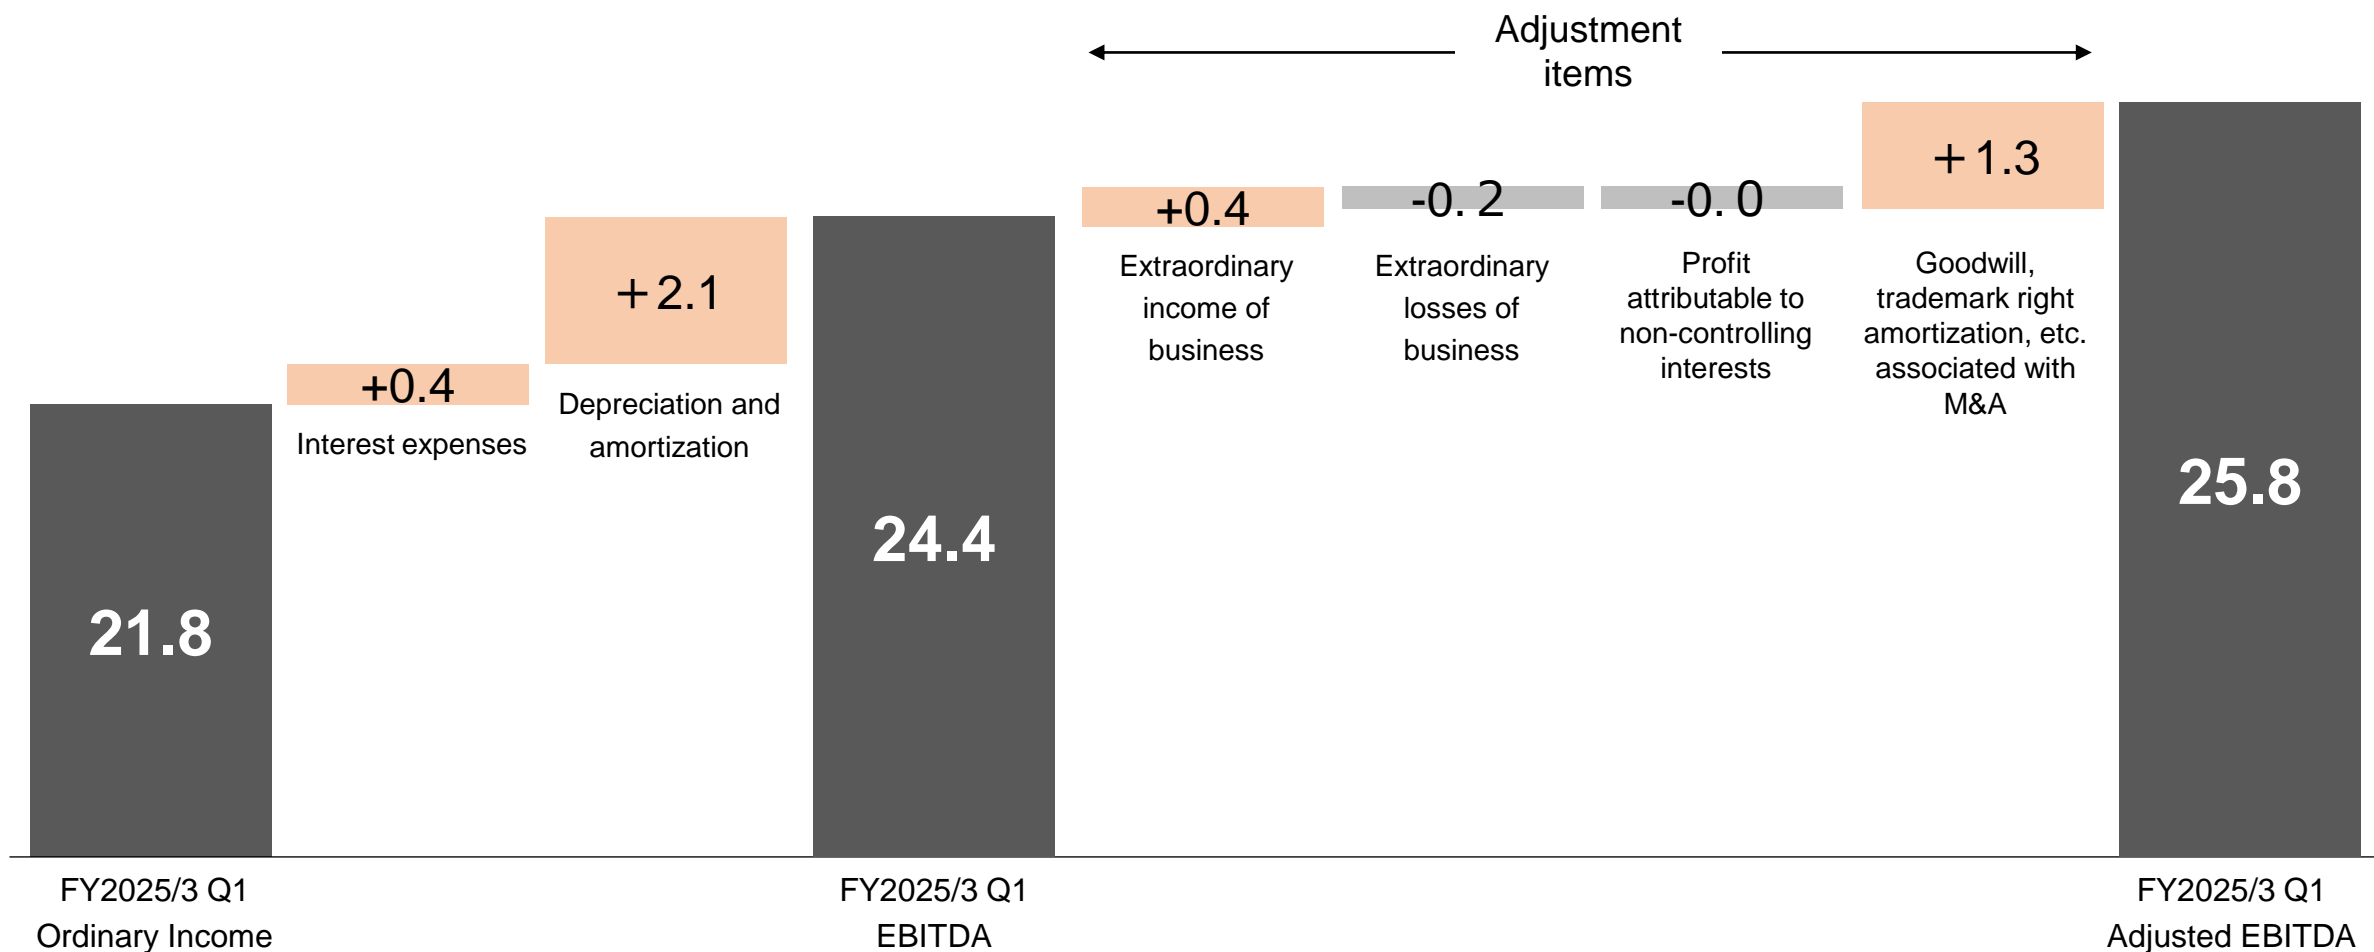 Adjustment
items
+0.4
-0.２
-0.０
＋1.3
＋2.1
+0.4
Extraordinary
income of
business
Extraordinary
losses of
business
Profit
attributable to
non-controlling
interests
Goodwill,
trademark right
amortization, etc.
associated with
M&A
Depreciation and
amortization
Interest expenses
21.8
24.4
25.8
FY2025/3 Q1
Ordinary Income
FY2025/3 Q1
EBITDA
FY2025/3 Q1
Adjusted EBITDA